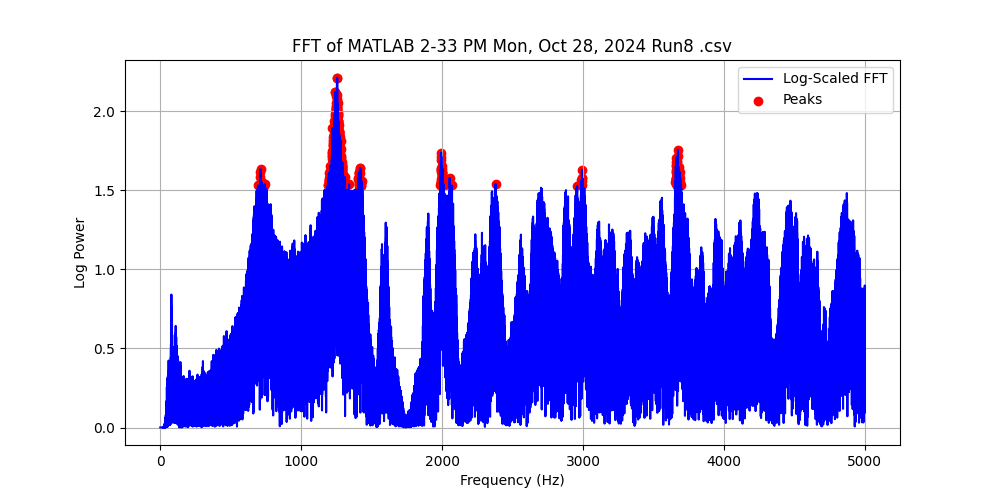 FFT of MATLAB 2-33 PM Mon, Oct 28, 2024 Run8 .csv
Log-Scaled FFT
Peaks
Log Power
2.0
1.5
1.0
0.5
0.0
0 1000 2000 3000 4000 5000
Frequency (Hz)